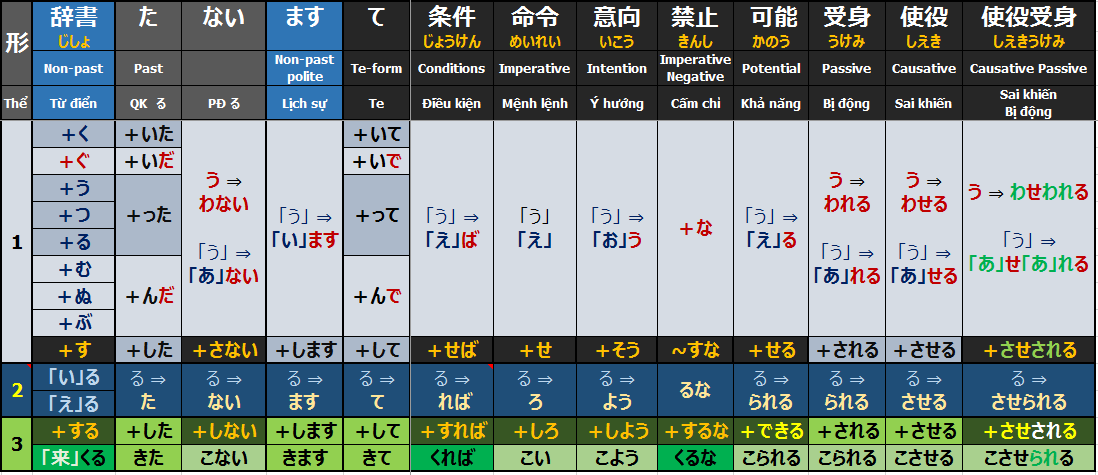 形 辞書 た ない ます て 条件 命令 意向 禁止 可能 受身 使役 使役受身
じしょ じょうけん めいれい いこう きんし かのう うけみ しえき しえきうけみ
Non-past Past Non-past polite Te-form Conditions Imperative Intention Imperative Negative Potential Passive Causative Causative Passive
Thể Từ điển QK る PĐ る Lịch sự Te Điều kiện Mệnh lệnh Ý hướng Cấm chỉ Khả năng Bị động Sai khiến Sai khiến Bị động
1
+く +いた +いて
+ぐ +いだ +いで
+う
+つ +った +って
+る
+む
+ぬ +んだ +んで
+ぶ
う ⇒ わない
「う」⇒「あ」ない
「う」⇒「い」ます
「う」⇒「え」ば
「う」⇒「え」
「う」⇒「お」う
+な
「う」⇒「え」る
う ⇒ われる
「う」⇒「あ」れる
う ⇒ わせる
「う」⇒「あ」せる
う ⇒ わせわれる
「う」⇒「あ」せ「あ」れる
+す +した +さない +します +して +せば +せ +そう ~すな +せる +される +させる +させされる
2
「い」る る ⇒ る ⇒ る ⇒ る ⇒ る ⇒ る ⇒ る ⇒ るな る ⇒ る ⇒ る ⇒ る ⇒
「え」る た ない ます て れば ろ よう られる られる させる させられる
3
+する +した +しない +します +して +すれば +しろ +しよう +するな +できる +される +させる +させされる
「来」くる きた こない きます きて くれば こい こよう くるな こられる こられる こさせる こさせられる